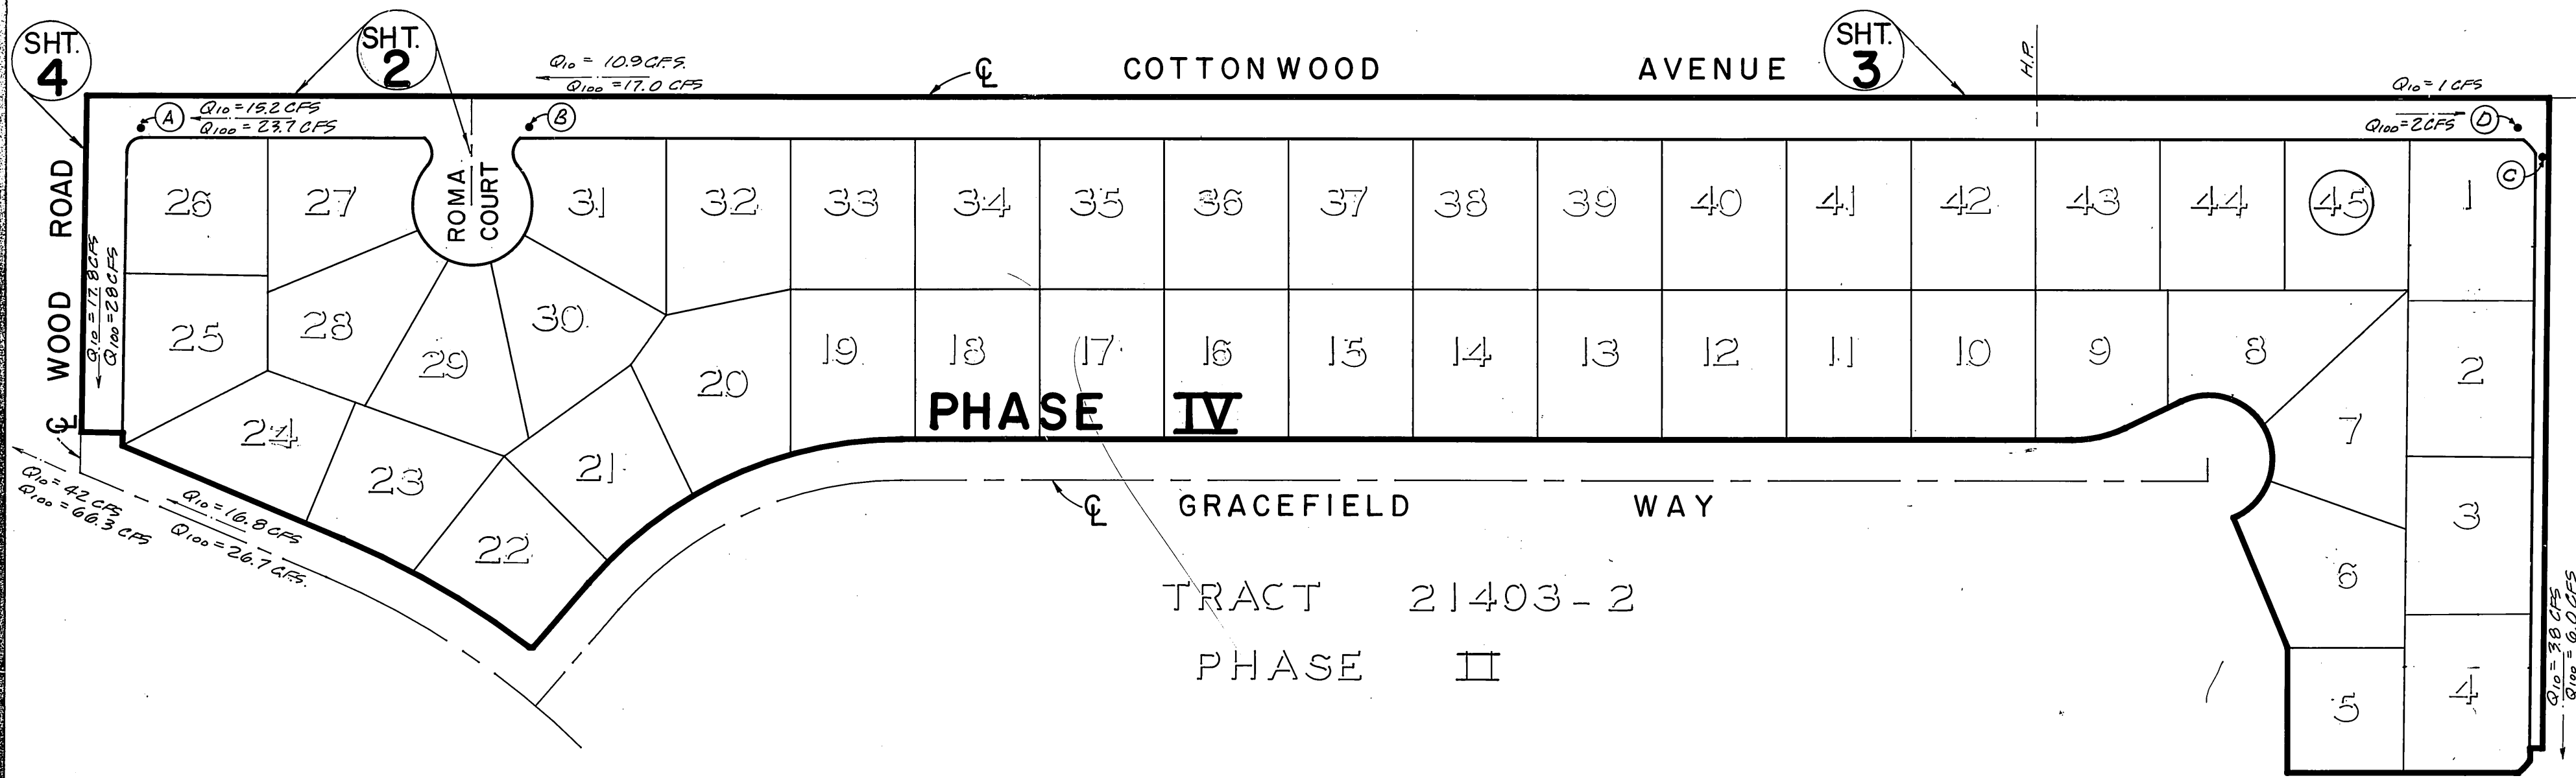 SHT.
4
SHT.
2
Q10 = 10.9 C.F.S.
Q100 = 17.0 CFS
℄
COTTONWOOD AVENUE
SHT.
3
H.P.
Q10 = 1 CFS
Q100 = 2 CFS
D
C
Q10 = 15.2 CFS
Q100 = 23.7 CFS
A
B
WOOD ROAD
℄
Q10 = 17.8 CFS
Q100 = 28 CFS
ROMA
COURT
26
27
31
32
33
34
35
36
37
38
39
40
41
42
43
44
45
1
25
28
29
30
20
19
18
17
16
15
14
13
12
11
10
9
8
7
2
24
23
21
22
3
6
5
4
PHASE IV
Q10 = 42 CFS
Q100 = 66.3 CFS
Q10 = 16.8 CFS
Q100 = 26.7 C.F.S.
℄
GRACEFIELD WAY
TRACT 21403-2
PHASE II
Q10 = 3.8 CFS
Q100 = 6.0 CFS